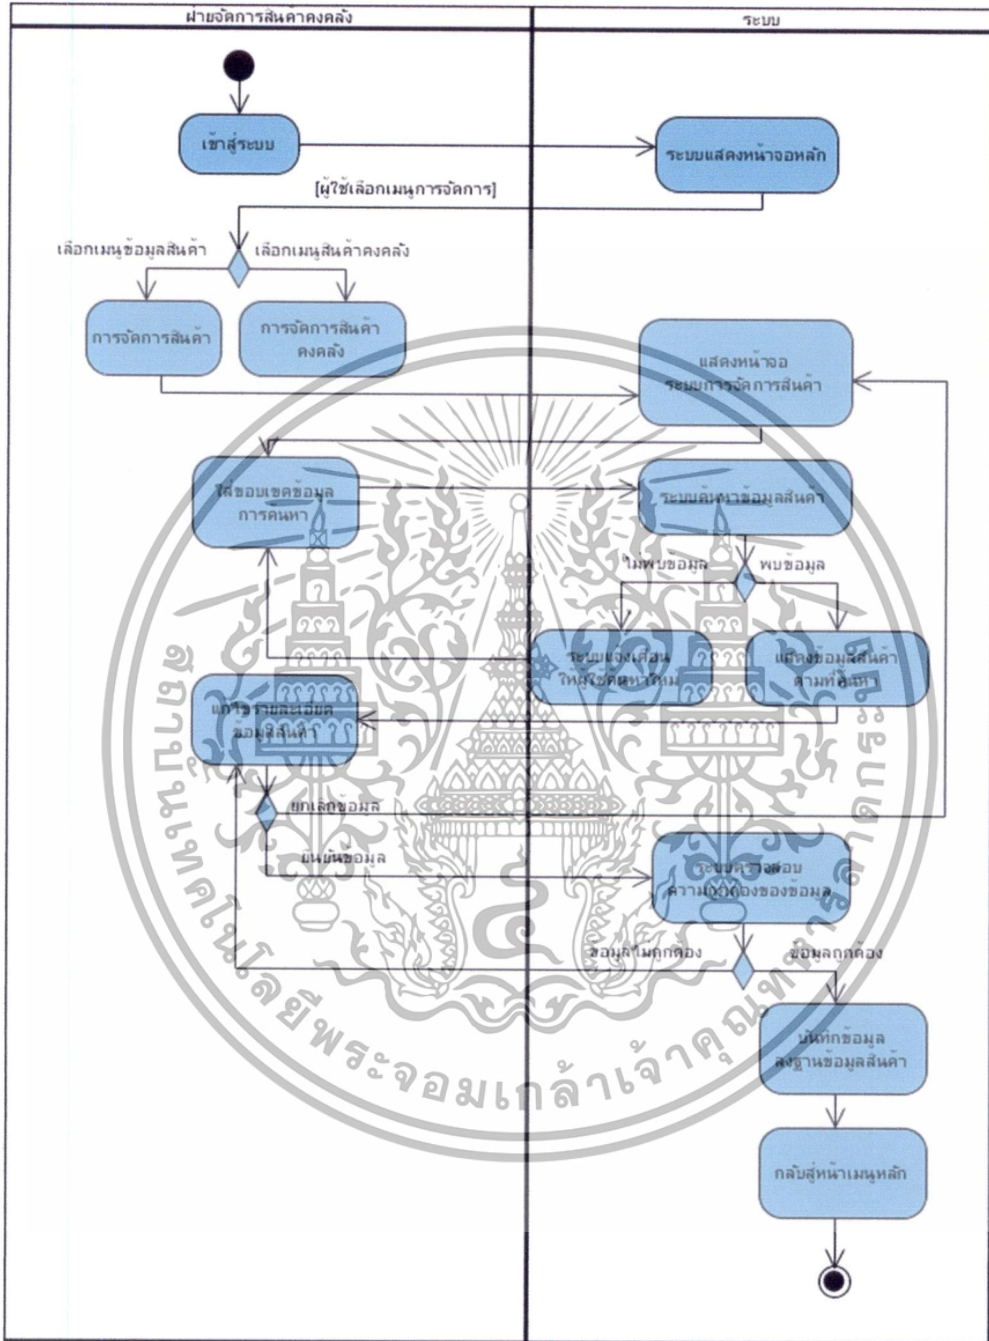 ฝ่ายจัดการสินค้าคงคลัง
ระบบ
เข้าสู่ระบบ
ระบบแสดงหน้าจอหลัก
[ผู้ใช้เลือกเมนูการจัดการ]
เลือกเมนูข้อมูลสินค้า
เลือกเมนูสินค้าคงคลัง
การจัดการสินค้า
การจัดการสินค้า
คงคลัง
แสดงหน้าจอ
ระบบการจัดการสินค้า
ใส่ขอบเขตข้อมูล
การค้นหา
ระบบค้นหาข้อมูลสินค้า
ไม่พบข้อมูล
พบข้อมูล
ระบบแจ้งเตือน
ให้ผู้ใช้ค้นหาใหม่
แสดงข้อมูลสินค้า
ตามที่ค้นหา
แก้ไขรายละเอียด
ข้อมูลสินค้า
ยกเลิกข้อมูล
ยืนยันข้อมูล
ระบบตรวจสอบ
ความถูกต้องของข้อมูล
ข้อมูลไม่ถูกต้อง
ข้อมูลถูกต้อง
บันทึกข้อมูล
ลงฐานข้อมูลสินค้า
กลับสู่หน้าเมนูหลัก
สถาบันเทคโนโลยีพระจอมเกล้าเจ้าคุณทหารลาดกระบัง
๔